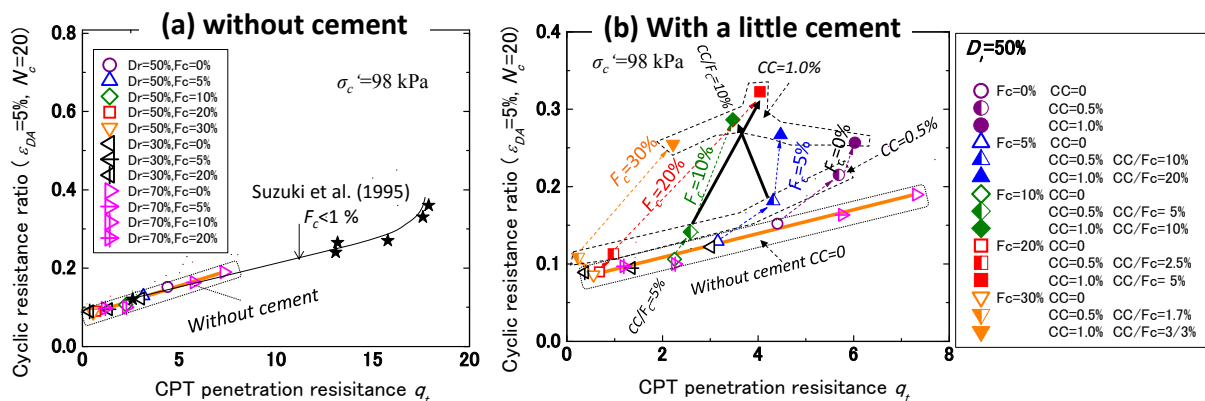 (a) without cement
Cyclic resistance ratio ( εDA=5%, Nc=20)
0.8
0.6
0.4
0.2
0.0
0
5
10
15
20
CPT penetration resisitance qt
Dr=50%,Fc=0%
Dr=50%,Fc=5%
Dr=50%,Fc=10%
Dr=50%,Fc=20%
Dr=50%,Fc=30%
Dr=30%,Fc=0%
Dr=30%,Fc=5%
Dr=30%,Fc=20%
Dr=70%,Fc=0%
Dr=70%,Fc=5%
Dr=70%,Fc=10%
Dr=70%,Fc=20%
σc‘=98 kPa
Suzuki et al. (1995)
Fc<1 %
Without cement
(b) With a little cement
Cyclic resistance ratio ( εDA=5%, Nc=20)
0.4
0.3
0.2
0.1
0.0
0
2
4
6
8
CPT penetration resisitance qt
σc‘=98 kPa
CC/Fc=10%
CC=1.0%
Fc=30%
Fc=20%
Fc=10%
Fc=5%
Fc=0%
CC=0.5%
Without cement CC=0
CC/Fc=5%
Dr=50%
Fc=0% CC=0
CC=0.5%
CC=1.0%
Fc=5% CC=0
CC=0.5% CC/Fc=10%
CC=1.0% CC/Fc=20%
Fc=10% CC=0
CC=0.5% CC/Fc= 5%
CC=1.0% CC/Fc=10%
Fc=20% CC=0
CC=0.5% CC/Fc=2.5%
CC=1.0% CC/Fc= 5%
Fc=30% CC=0
CC=0.5% CC/Fc=1.7%
CC=1.0% CC/Fc=3/3%